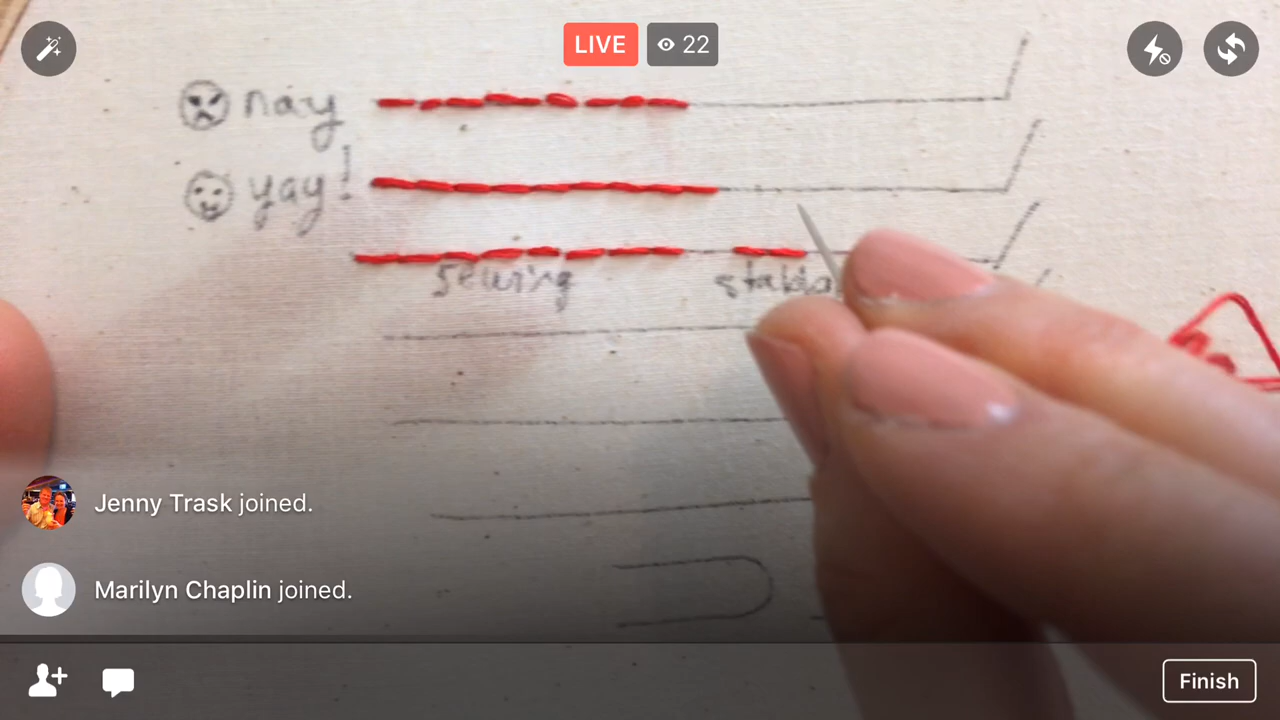 LIVE 22
nay
yay!
sewing
Jenny Trask joined.
Marilyn Chaplin joined.
Finish